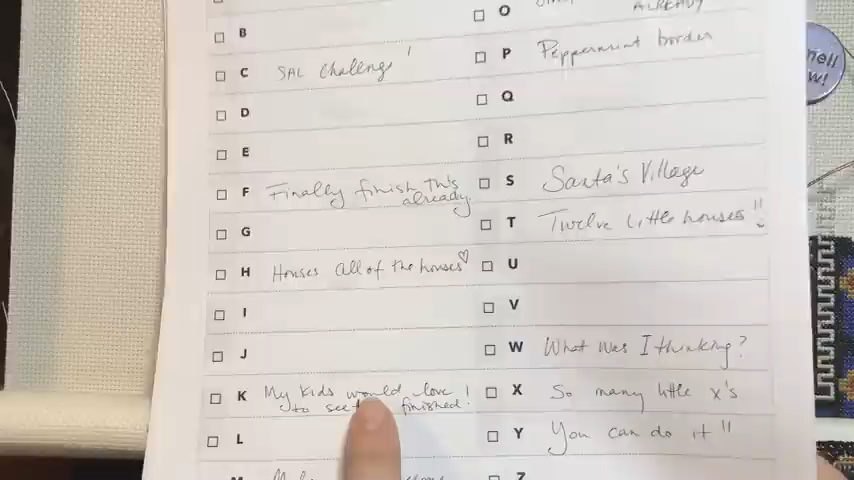 B
C SAL challenge!
D
E
F Finally finish this
already
G
H Houses all of the houses♡
I
J
K My kids would love
to see finished!
L
O
ALREADY
P Peppermint border
Q
R
S Santa's Village
T Twelve little houses!!
U
V
W What was I thinking?
X So many little x's
Y You can do it!!
Z